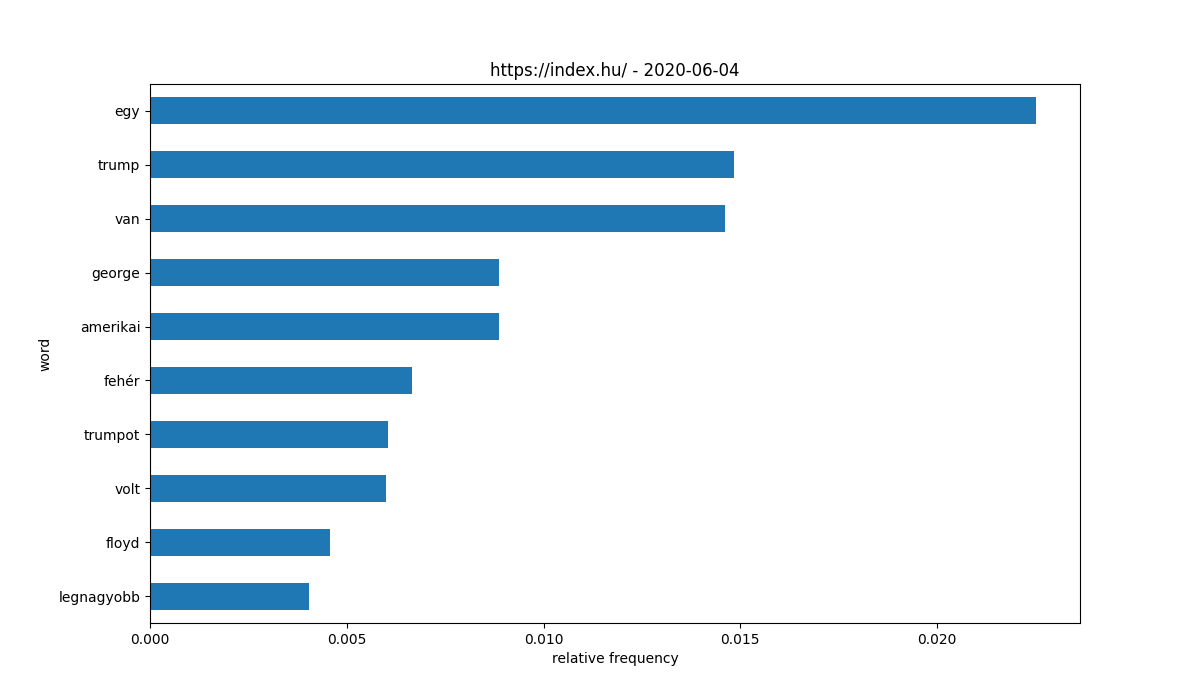 https://index.hu/ - 2020-06-04
egy
trump
van
george
amerikai
fehér
trumpot
volt
floyd
legnagyobb
word
0.000 0.005 0.010 0.015 0.020
relative frequency